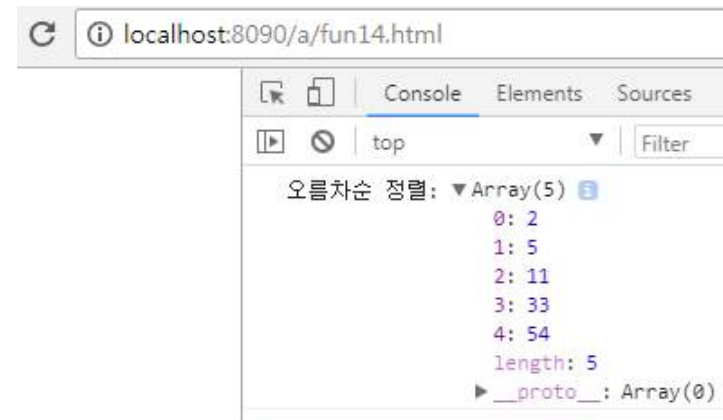 localhost:8090/a/fun14.html
Console Elements Sources
top ▼ Filter
오름차순 정렬: ▼Array(5) i
0: 2
1: 5
2: 11
3: 33
4: 54
length: 5
▶__proto__: Array(0)